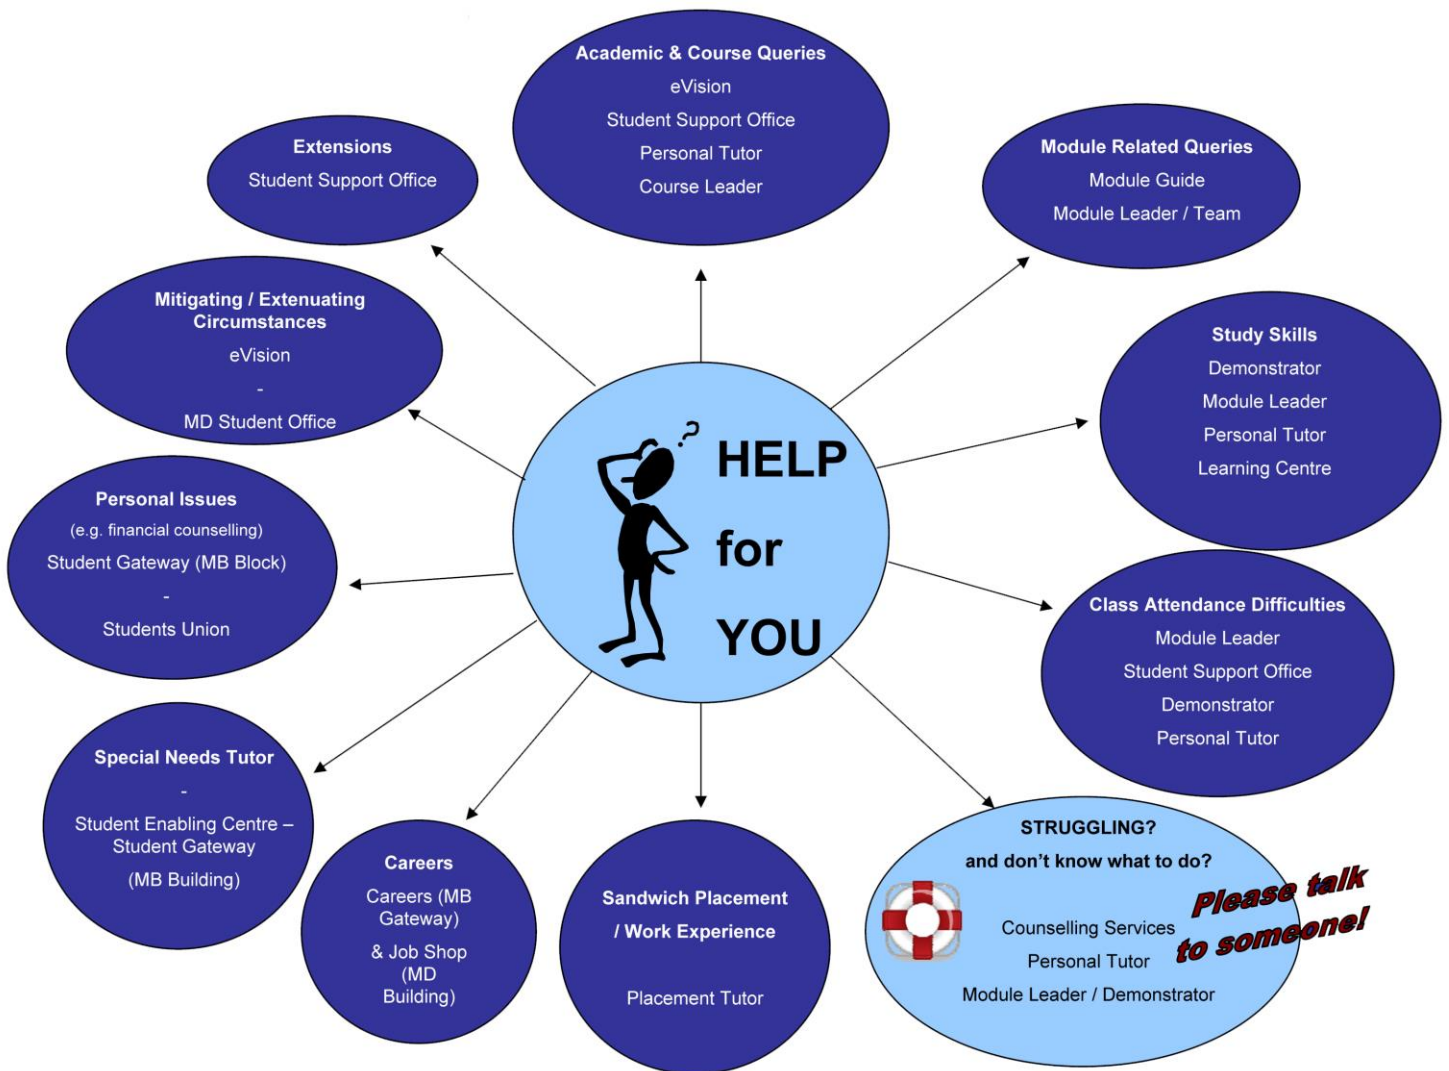 Academic & Course Queries
eVision
Student Support Office
Personal Tutor
Course Leader
Extensions
Student Support Office
Module Related Queries
Module Guide
Module Leader / Team
Mitigating / Extenuating
Circumstances
eVision
-
MD Student Office
Study Skills
Demonstrator
Module Leader
Personal Tutor
Learning Centre
?
HELP
for
YOU
Personal Issues
(e.g. financial counselling)
Student Gateway (MB Block)
-
Students Union
Class Attendance Difficulties
Module Leader
Student Support Office
Demonstrator
Personal Tutor
Special Needs Tutor
-
Student Enabling Centre –
Student Gateway
(MB Building)
Careers
Careers (MB
Gateway)
& Job Shop
(MD
Building)
Sandwich Placement
/ Work Experience
Placement Tutor
STRUGGLING?
and don't know what to do?
Counselling Services
Personal Tutor
Module Leader / Demonstrator
Please talk
to someone!